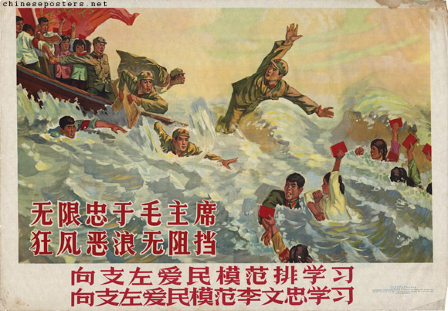 chineseposters.net
无限忠于毛主席
狂风恶浪无阻挡
向支左爱民模范排学习
向支左爱民模范李文忠学习